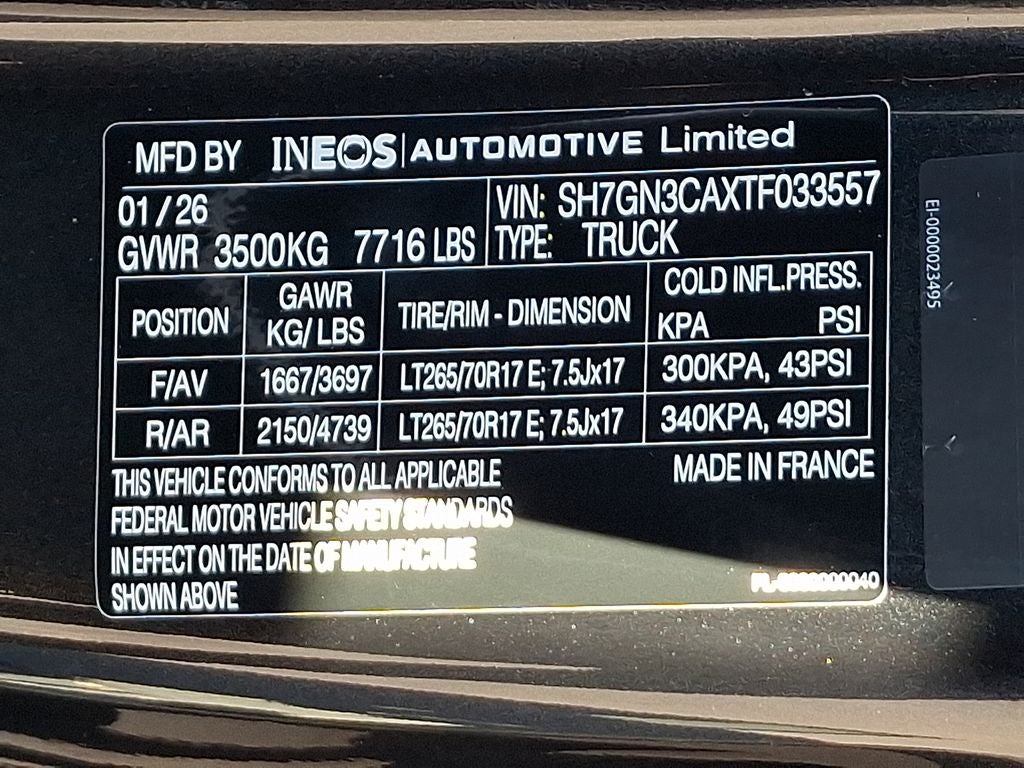 MFD BY INEOS AUTOMOTIVE Limited
01 / 26
GVWR 3500KG 7716 LBS
VIN: SH7GN3CAXTF033557
TYPE: TRUCK
POSITION GAWR KG/ LBS TIRE/RIM - DIMENSION COLD INFL.PRESS. KPA PSI
F/AV 1667/3697 LT265/70R17 E; 7.5Jx17 300KPA, 43PSI
R/AR 2150/4739 LT265/70R17 E; 7.5Jx17 340KPA, 49PSI
THIS VEHICLE CONFORMS TO ALL APPLICABLE
FEDERAL MOTOR VEHICLE SAFETY STANDARDS
IN EFFECT ON THE DATE OF MANUFACTURE
SHOWN ABOVE
MADE IN FRANCE
EI-0000023495